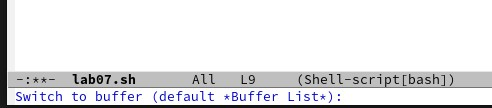 -:**-  lab07.sh      All   L9     (Shell-script[bash])
Switch to buffer (default *Buffer List*):